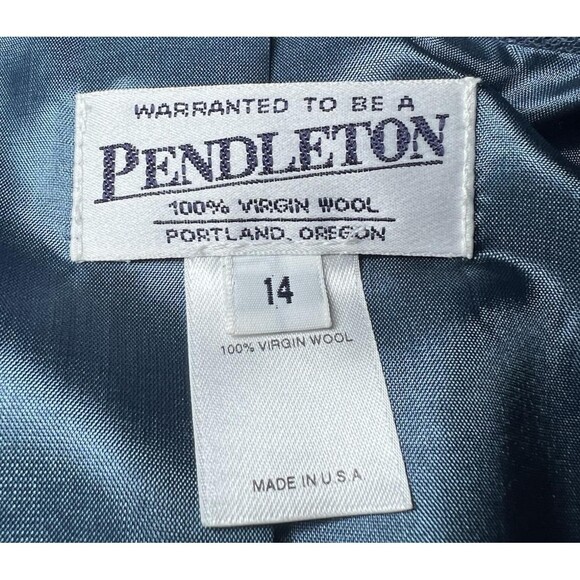 WARRANTED TO BE A
PENDLETON
100% VIRGIN WOOL
PORTLAND, OREGON
14
100% VIRGIN WOOL
MADE IN U.S.A